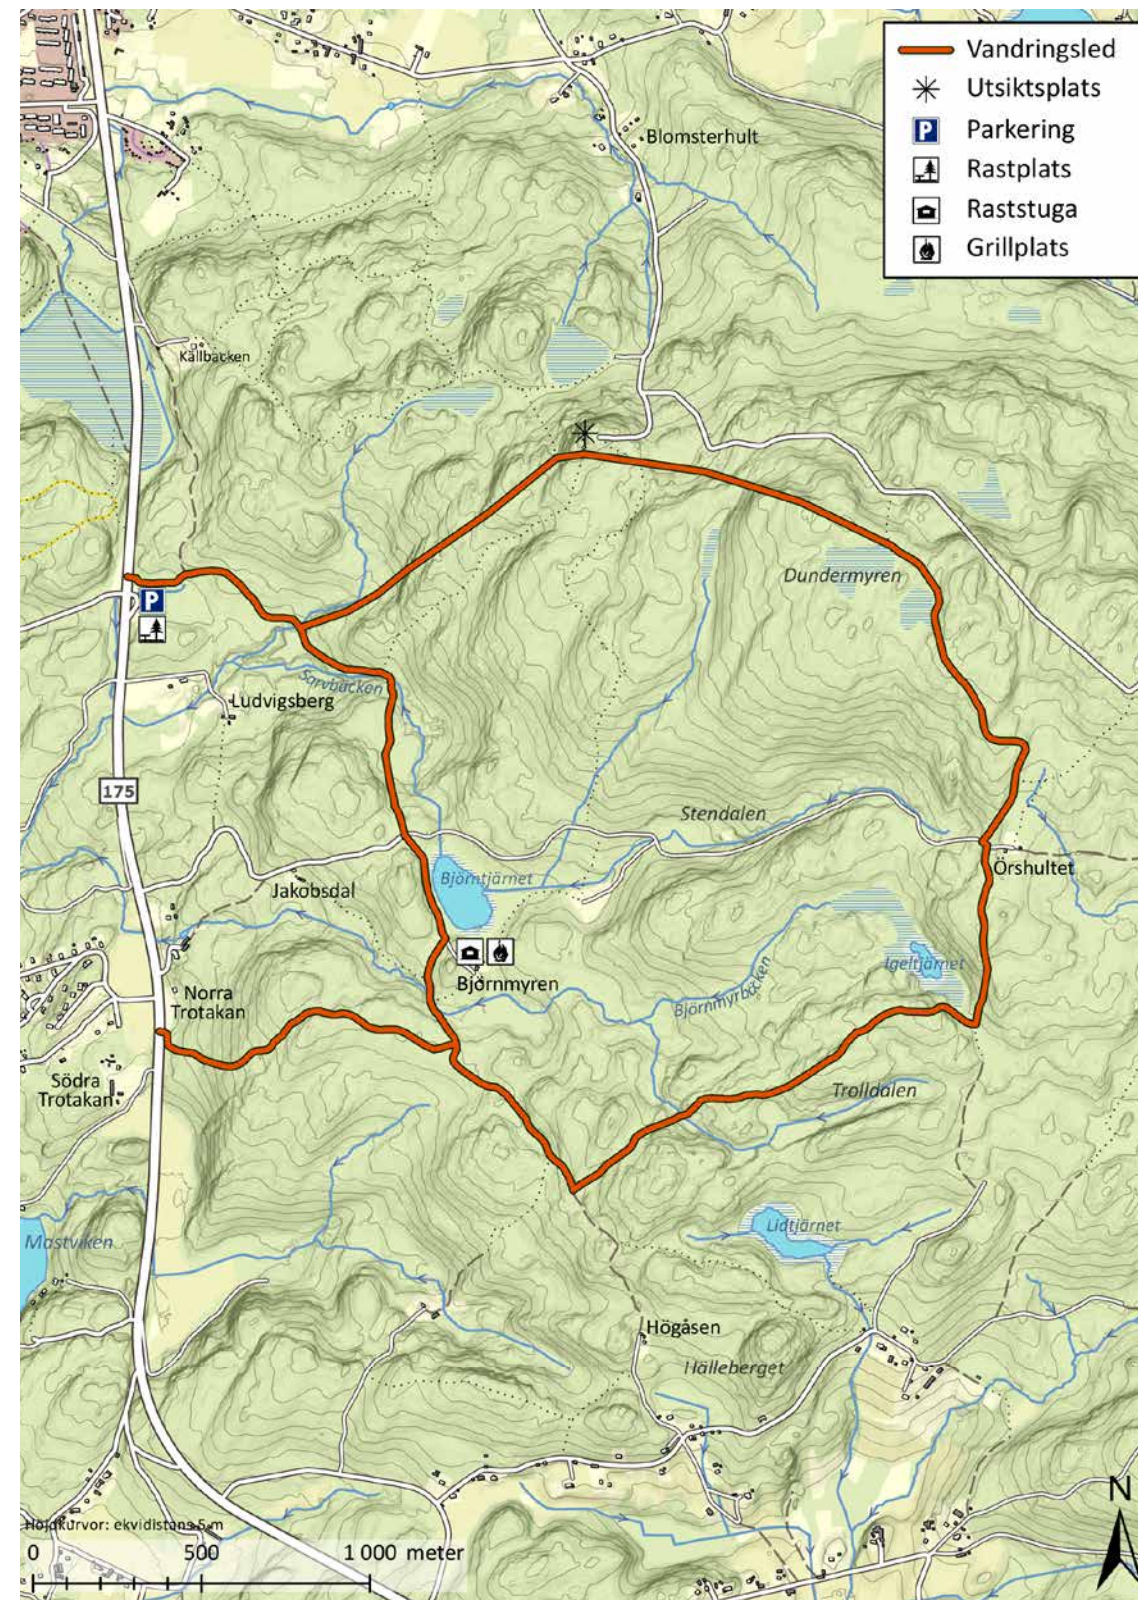 Vandringsled
Utsiktsplats
P Parkering
Rastplats
Raststuga
Grillplats
Blomsterhult
Källbacken
Dundermyren
P
Sarvbäcken
Ludvigsberg
175
Stendalen
Örshultet
Björntjärnet
Jakobsdal
Igeltjärnet
Björnmyren
Björnmyrbäcken
Norra
Trotakan
Södra
Trotakan
Trolldalen
Mastviken
Lidtjärnet
Högåsen
Hälleberget
N
Höjdkurvor: ekvidistans 5 m
0 500 1 000 meter